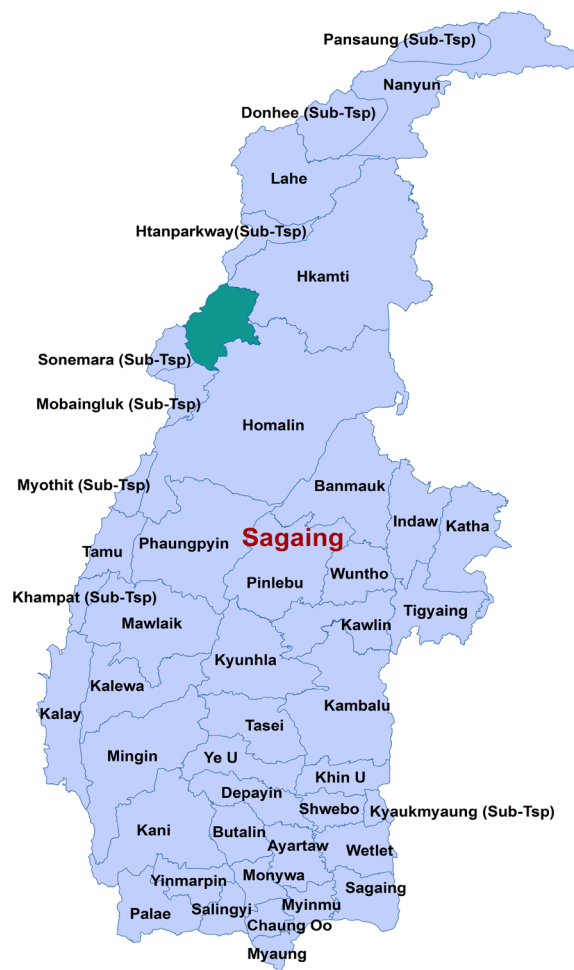 Pansaung (Sub-Tsp)
Nanyun
Donhee (Sub-Tsp)
Lahe
Htanparkway(Sub-Tsp)
Hkamti
Sonemara (Sub-Tsp)
Mobaingluk (Sub-Tsp)
Homalin
Myothit (Sub-Tsp)
Banmauk
Indaw
Katha
Sagaing
Phaungpyin
Tamu
Wuntho
Pinlebu
Khampat (Sub-Tsp)
Tigyaing
Mawlaik
Kawlin
Kyunhla
Kalewa
Kambalu
Kalay
Tasei
Mingin
Ye U
Khin U
Depayin
Shwebo
Kyaukmyaung (Sub-Tsp)
Kani
Butalin
Ayartaw
Wetlet
Monywa
Yinmarpin
Sagaing
Myinmu
Salingyi
Palae
Chaung Oo
Myaung